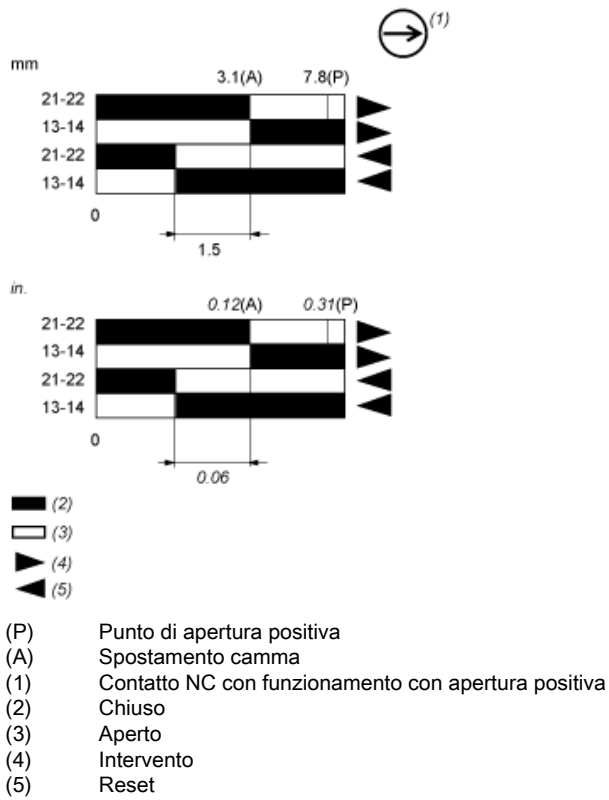 (1)
mm
3.1(A) 7.8(P)
21-22
13-14
21-22
13-14
0
1.5
in.
0.12(A) 0.31(P)
21-22
13-14
21-22
13-14
0
0.06
(2)
(3)
(4)
(5)
(P) Punto di apertura positiva
(A) Spostamento camma
(1) Contatto NC con funzionamento con apertura positiva
(2) Chiuso
(3) Aperto
(4) Intervento
(5) Reset